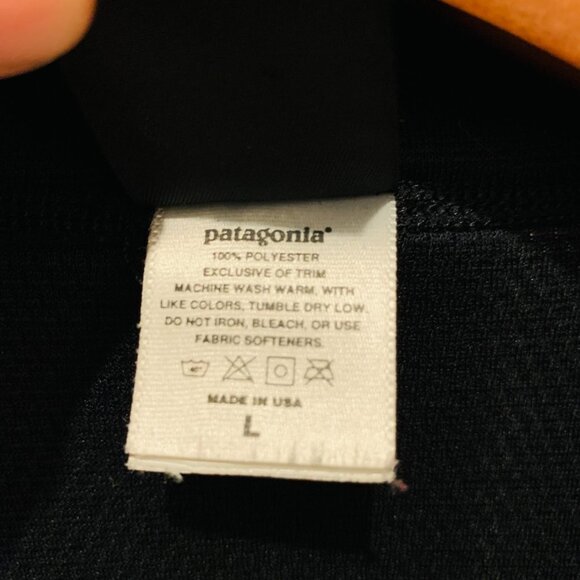 patagonia®
100% POLYESTER
EXCLUSIVE OF TRIM
MACHINE WASH WARM, WITH
LIKE COLORS, TUMBLE DRY LOW.
DO NOT IRON, BLEACH, OR USE
FABRIC SOFTENERS.
40°
MADE IN USA
L